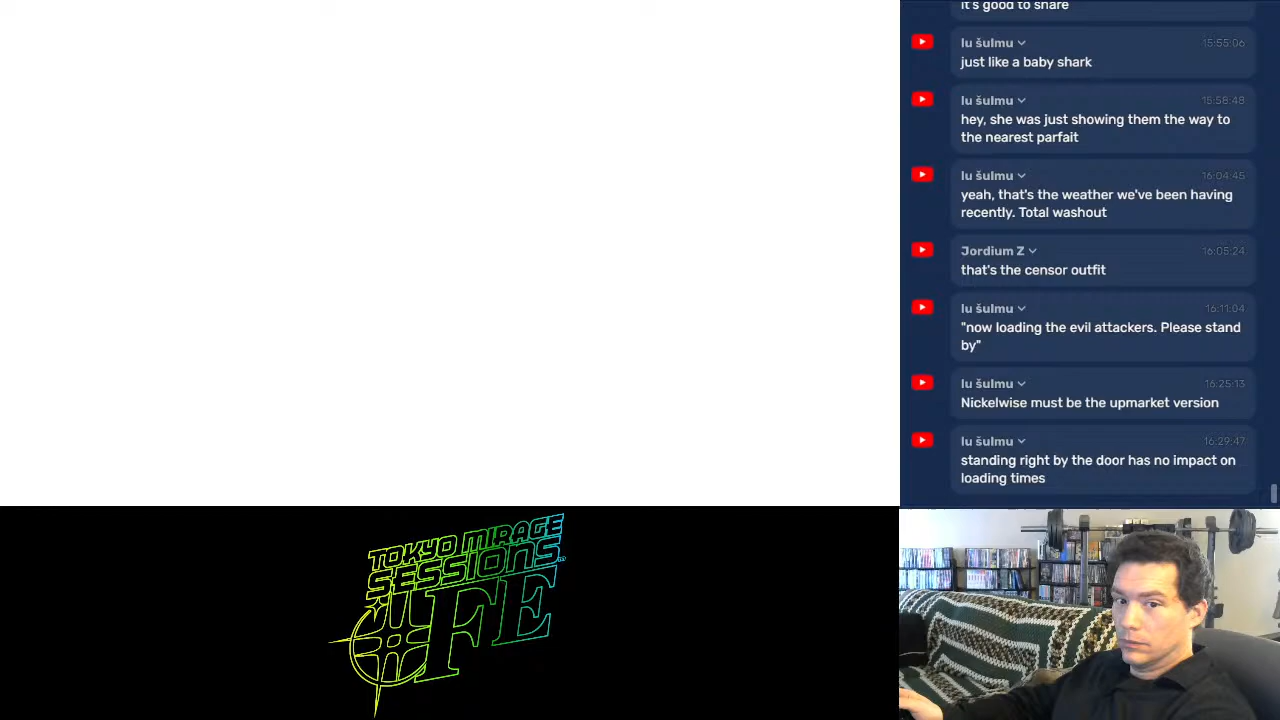 it's good to share
lu šulmu 15:55:06
just like a baby shark
lu šulmu 15:58:48
hey, she was just showing them the way to
the nearest parfait
lu šulmu 16:04:45
yeah, that's the weather we've been having
recently. Total washout
Jordium Z 16:05:24
that's the censor outfit
lu šulmu 16:11:04
"now loading the evil attackers. Please stand
by"
lu šulmu 16:25:13
Nickelwise must be the upmarket version
lu šulmu 16:29:47
standing right by the door has no impact on
loading times
TOKYO MIRAGE
SESSIONS
#FE